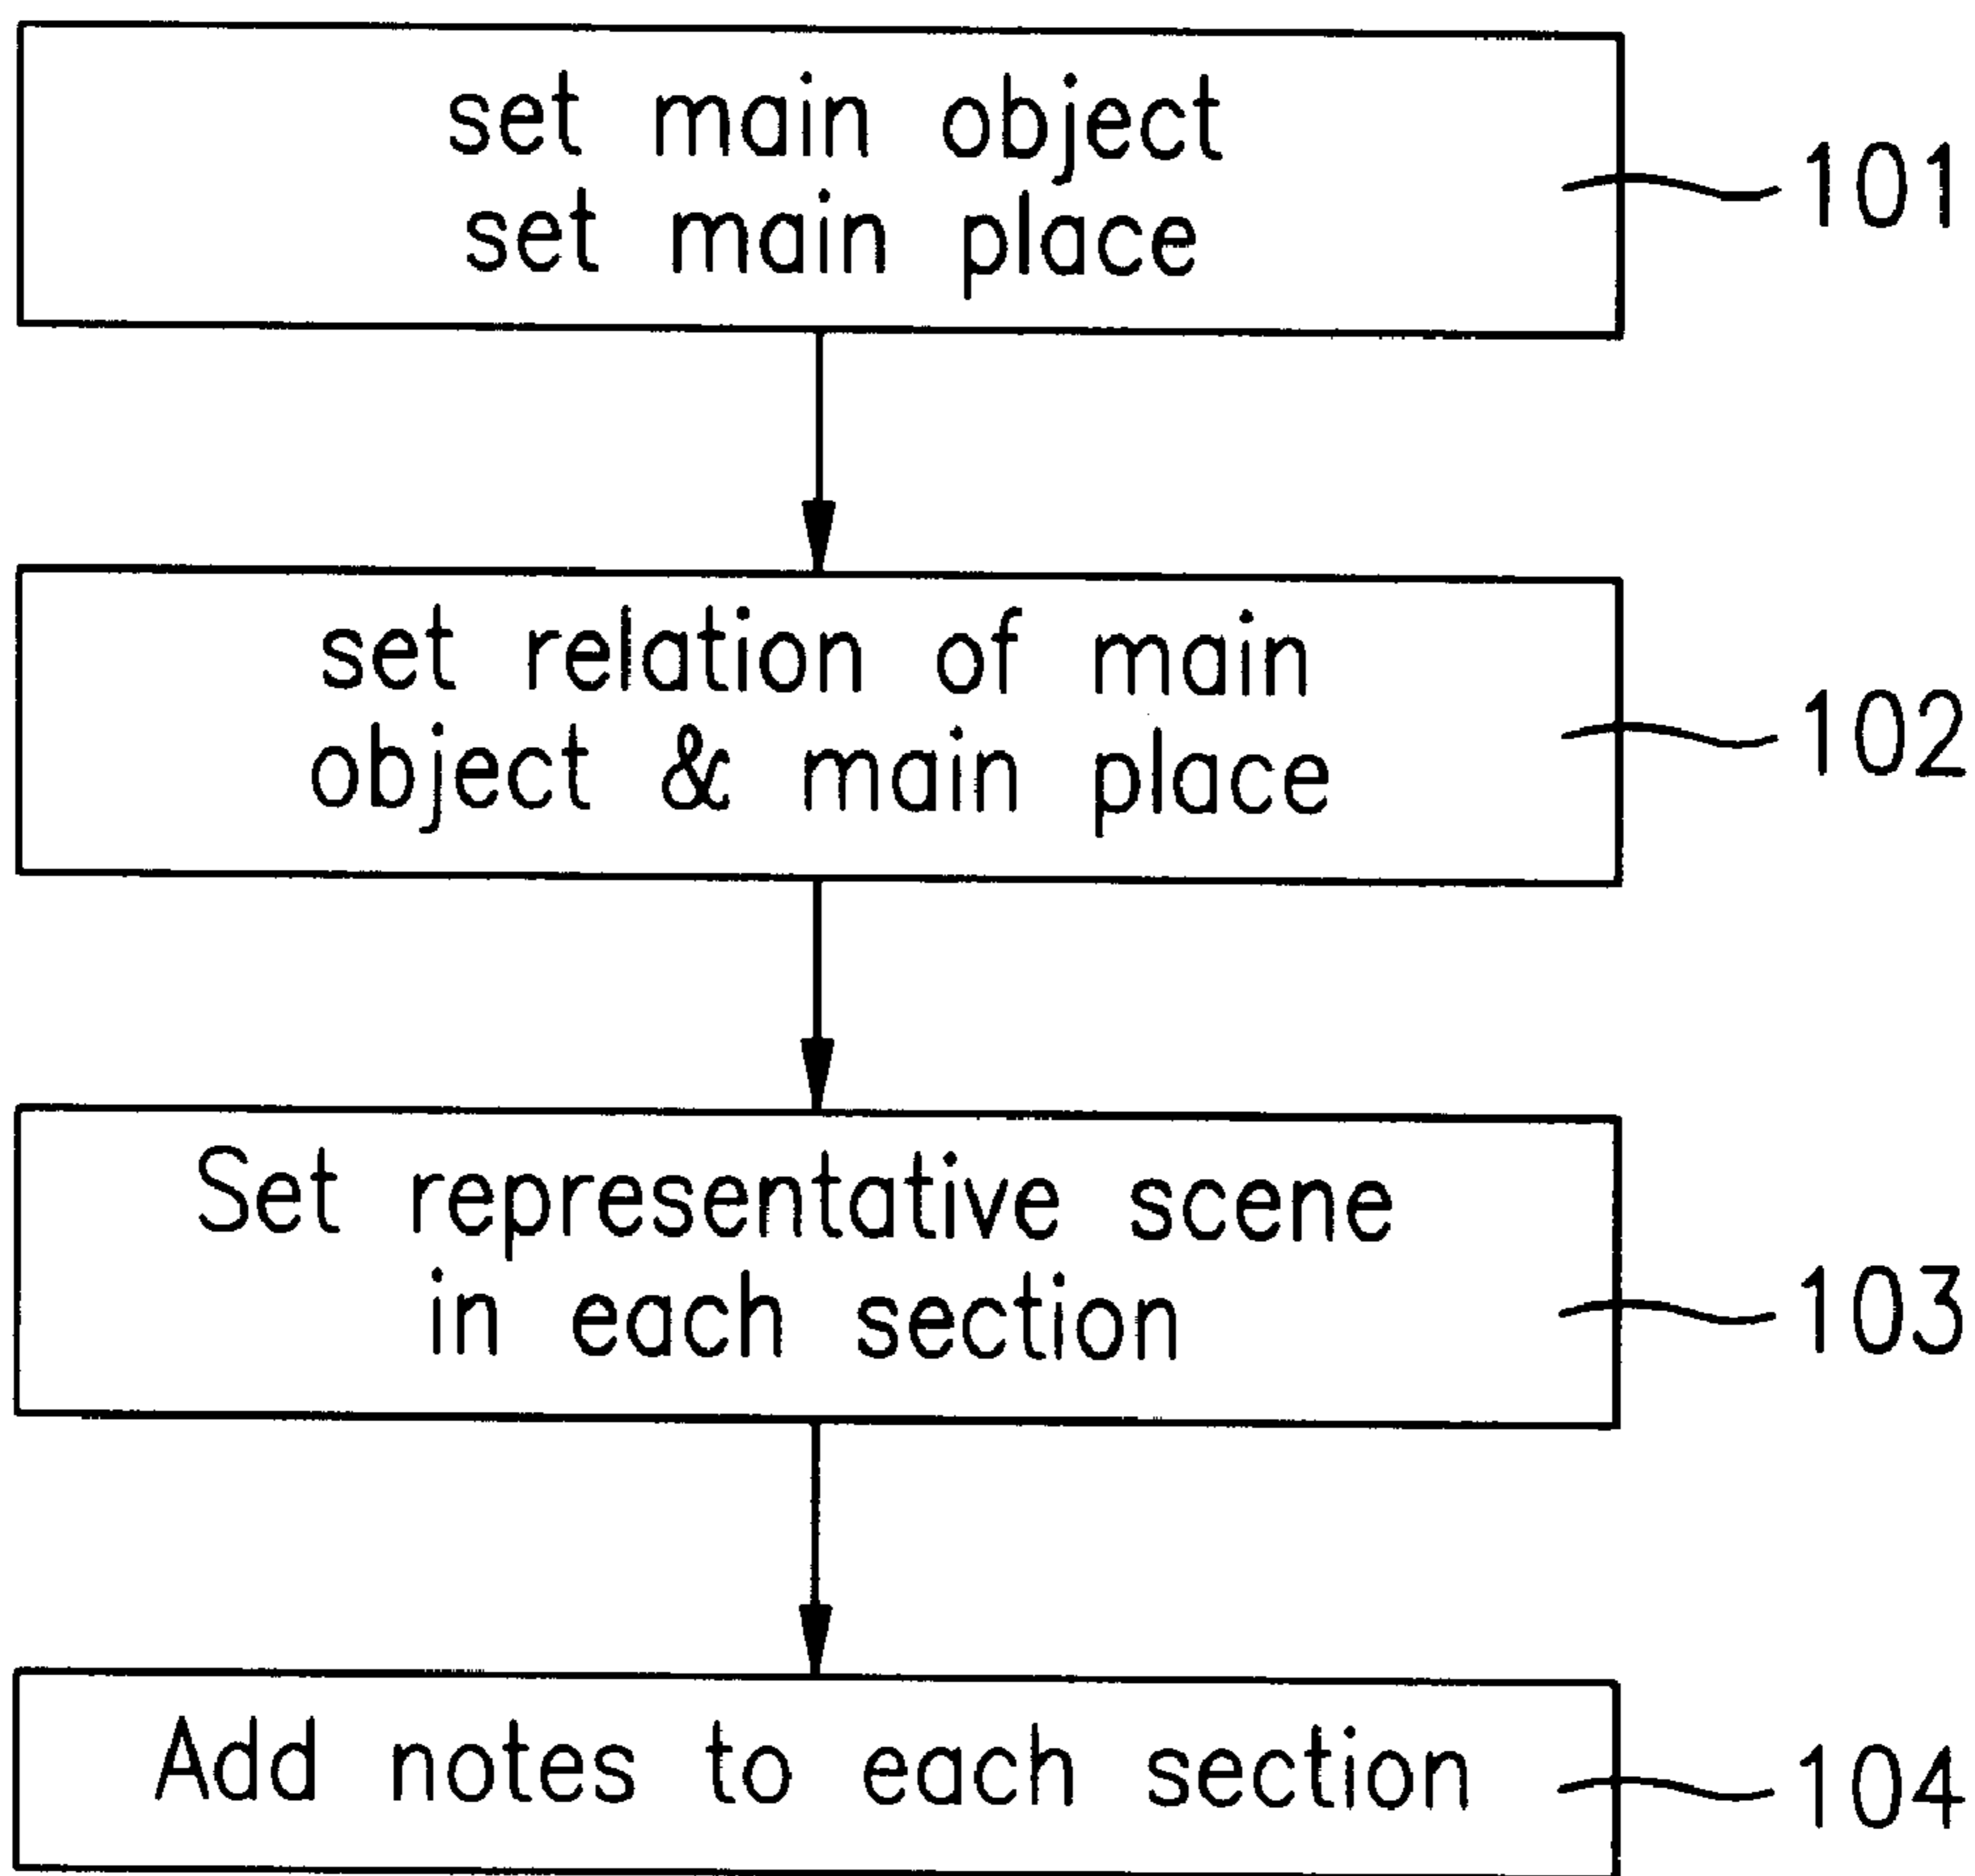 set main object
set main place
101
set relation of main
object & main place
102
Set representative scene
in each section
103
Add notes to each section
104